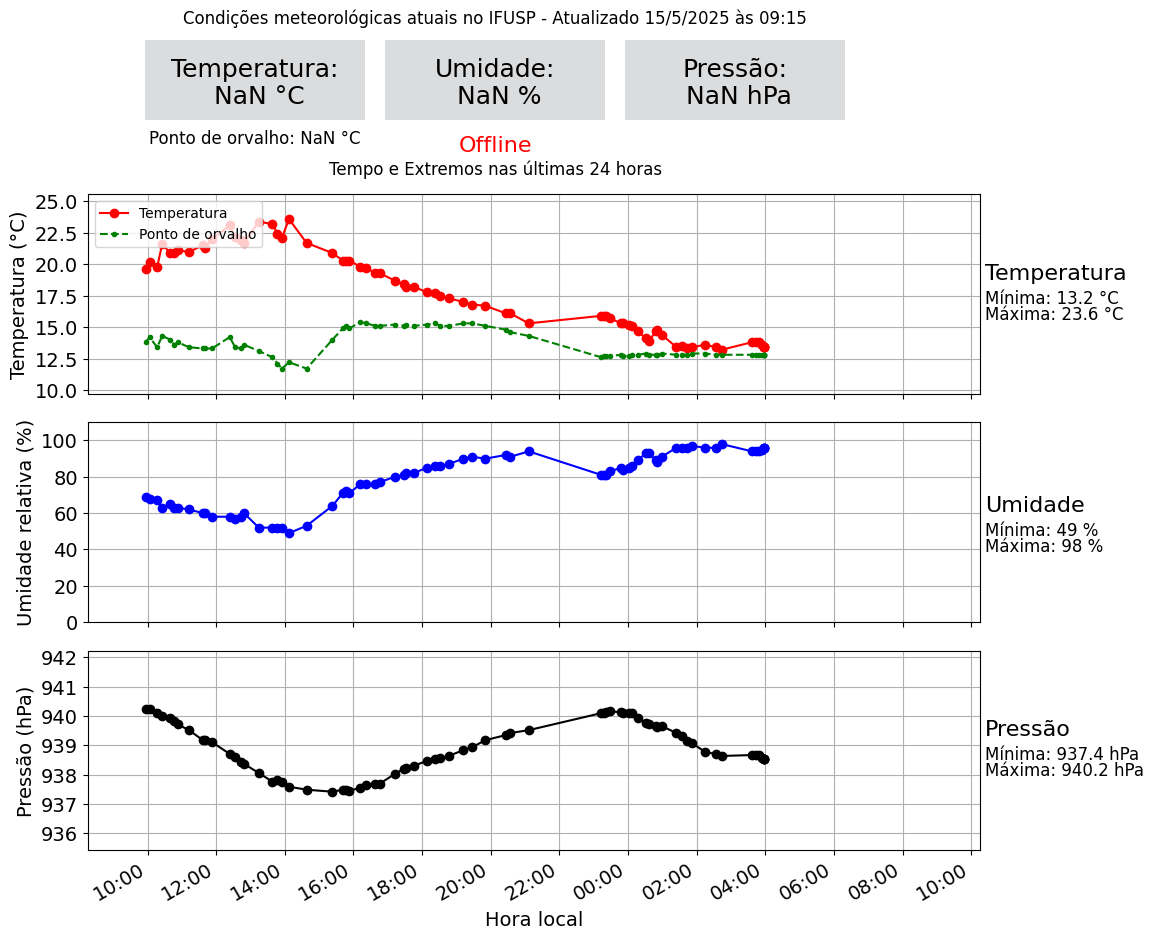 Condições meteorológicas atuais no IFUSP - Atualizado 15/5/2025 às 09:15
Temperatura:
NaN °C
Umidade:
NaN %
Pressão:
NaN hPa
Ponto de orvalho: NaN °C
Offline
Tempo e Extremos nas últimas 24 horas
Temperatura (°C)
25.0
22.5
20.0
17.5
15.0
12.5
10.0
Temperatura
Ponto de orvalho
Temperatura
Mínima: 13.2 °C
Máxima: 23.6 °C
Umidade relativa (%)
100
80
60
40
20
0
Umidade
Mínima: 49 %
Máxima: 98 %
Pressão (hPa)
942
941
940
939
938
937
936
Pressão
Mínima: 937.4 hPa
Máxima: 940.2 hPa
10:00
12:00
14:00
16:00
18:00
20:00
22:00
00:00
02:00
04:00
06:00
08:00
10:00
Hora local